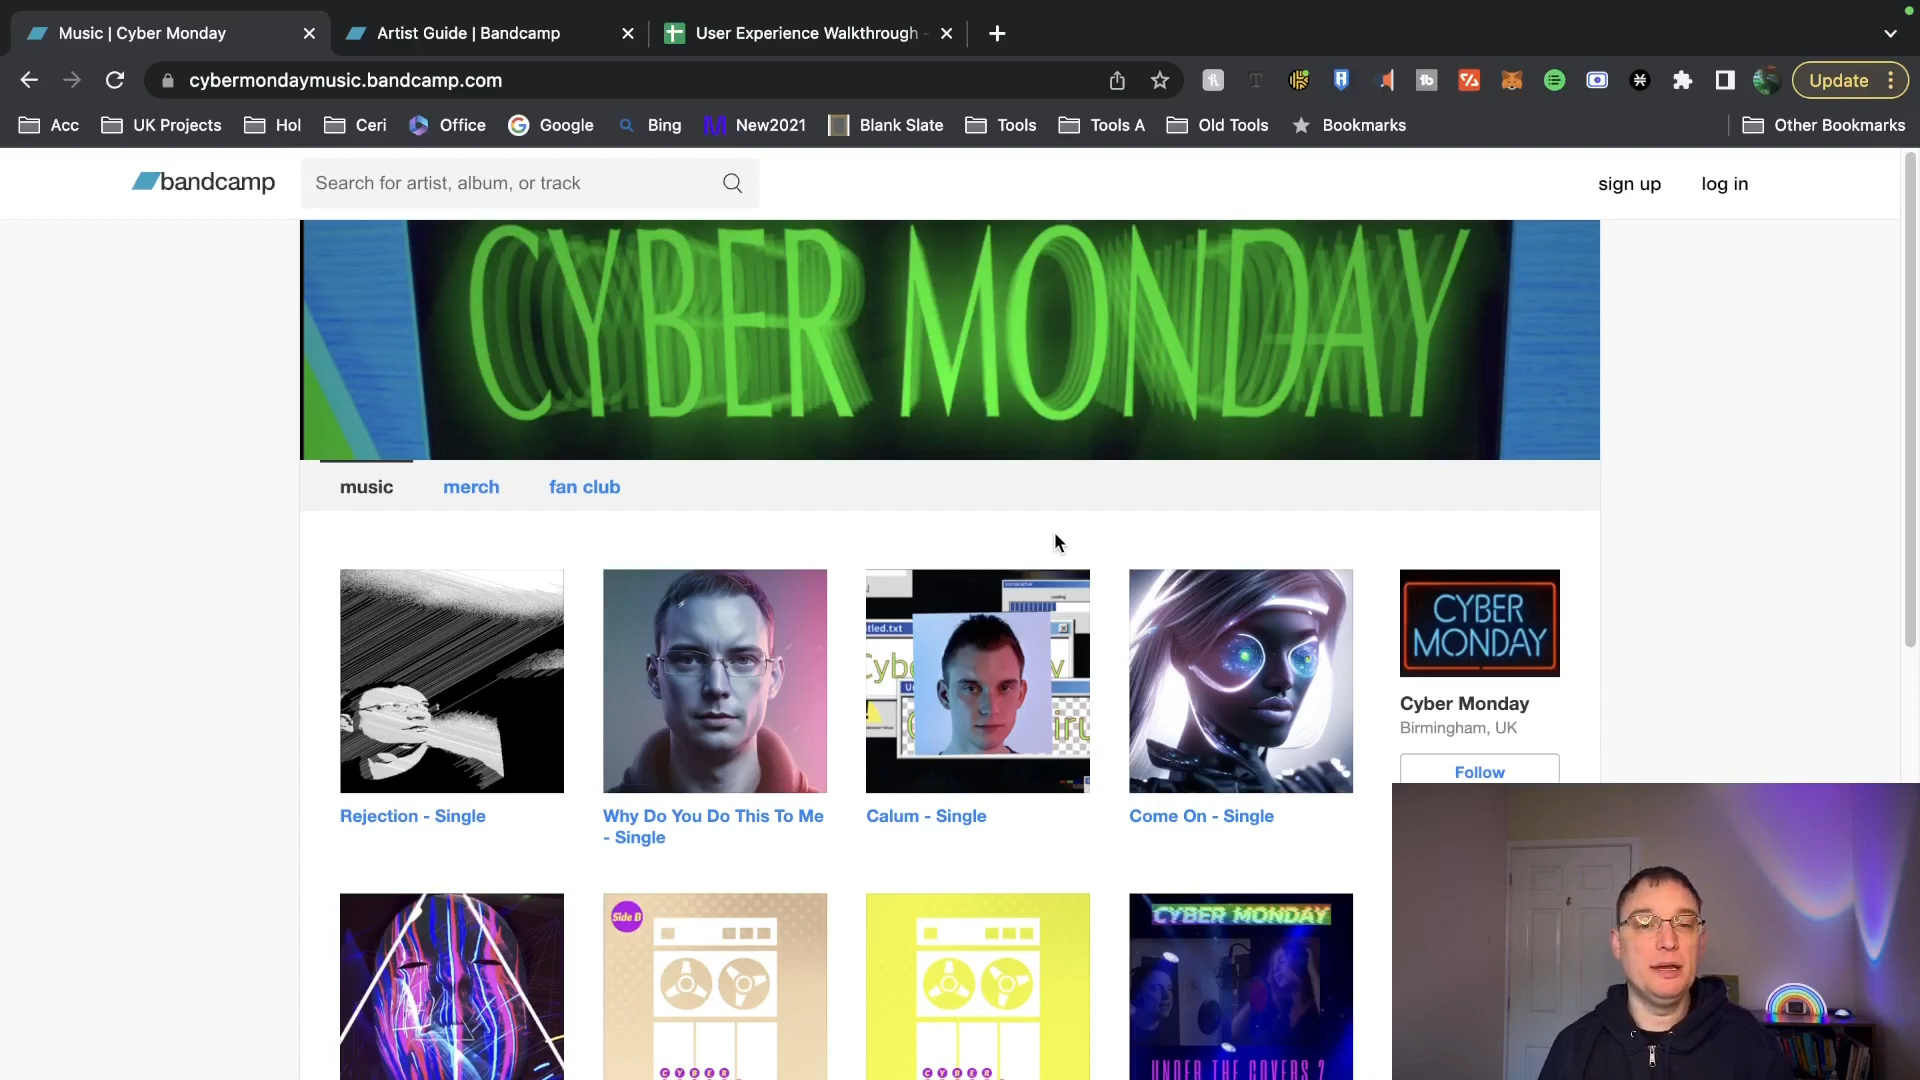 Music | Cyber Monday
Artist Guide | Bandcamp
User Experience Walkthrough -
cybermondaymusic.bandcamp.com
Update
Acc
UK Projects
Hol
Ceri
Office
Google
Bing
New2021
Blank Slate
Tools
Tools A
Old Tools
Bookmarks
Other Bookmarks
bandcamp
Search for artist, album, or track
sign up
log in
CYBER MONDAY
music
merch
fan club
CYBER
MONDAY
Cyber Monday
Birmingham, UK
Follow
Rejection - Single
Why Do You Do This To Me
- Single
Calum - Single
Come On - Single
Side B
CYBER
CYBER
CYBER MONDAY
UNDER THE COVERS 2